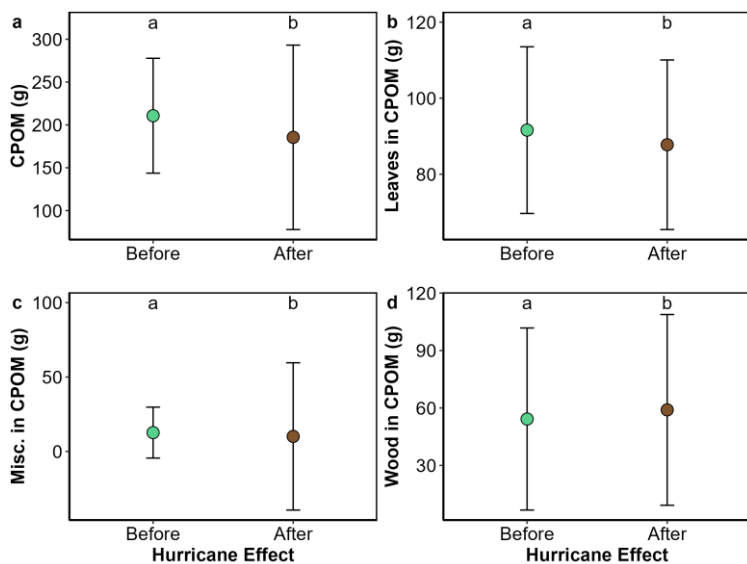 a
a b
CPOM (g)
300
250
200
150
100
Before After
b
a b
Leaves in CPOM (g)
120
100
80
Before After
c
a b
Misc. in CPOM (g)
100
50
0
Before After
Hurricane Effect
d
a b
Wood in CPOM (g)
120
90
60
30
Before After
Hurricane Effect